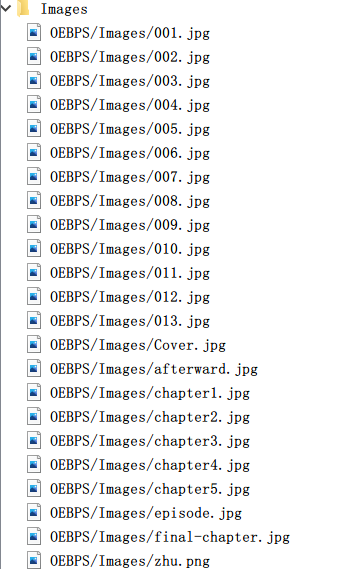 Images
OEBPS/Images/001.jpg
OEBPS/Images/002.jpg
OEBPS/Images/003.jpg
OEBPS/Images/004.jpg
OEBPS/Images/005.jpg
OEBPS/Images/006.jpg
OEBPS/Images/007.jpg
OEBPS/Images/008.jpg
OEBPS/Images/009.jpg
OEBPS/Images/010.jpg
OEBPS/Images/011.jpg
OEBPS/Images/012.jpg
OEBPS/Images/013.jpg
OEBPS/Images/Cover.jpg
OEBPS/Images/afterward.jpg
OEBPS/Images/chapter1.jpg
OEBPS/Images/chapter2.jpg
OEBPS/Images/chapter3.jpg
OEBPS/Images/chapter4.jpg
OEBPS/Images/chapter5.jpg
OEBPS/Images/episode.jpg
OEBPS/Images/final-chapter.jpg
OEBPS/Images/zhu.png